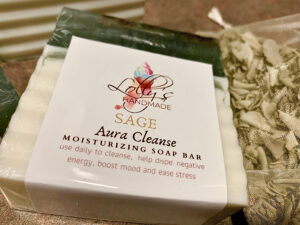 Lolly's
HANDMADE
SAGE
Aura Cleanse
MOISTURIZING SOAP BAR
use daily to cleanse, help dispel negative
energy, boost mood and ease stress